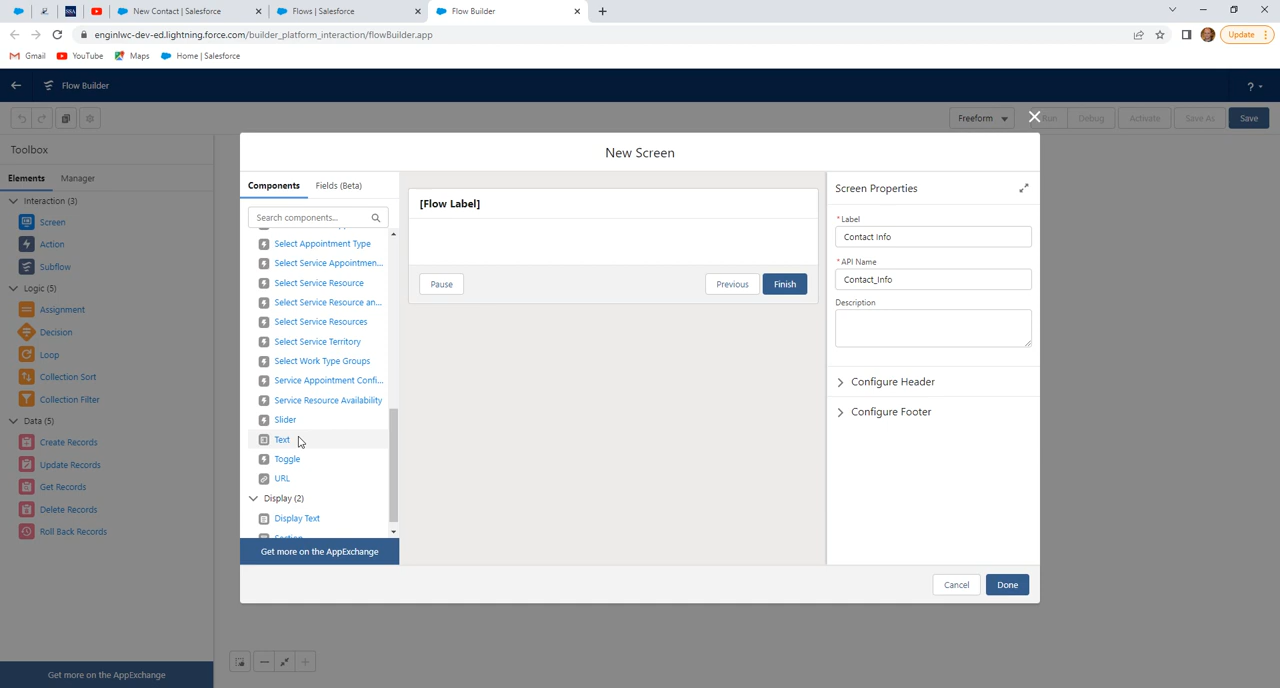 New Contact | Salesforce
Flows | Salesforce
Flow Builder
enginlwc-dev-ed.lightning.force.com/builder_platform_interaction/flowBuilder.app
Update
Gmail
YouTube
Maps
Home | Salesforce
Flow Builder
?
Freeform
Run
Debug
Activate
Save As
Save
Toolbox
Elements
Manager
Interaction (3)
Screen
Action
Subflow
Logic (5)
Assignment
Decision
Loop
Collection Sort
Collection Filter
Data (5)
Create Records
Update Records
Get Records
Delete Records
Roll Back Records
Get more on the AppExchange
New Screen
Components
Fields (Beta)
Search components...
Select Appointment Type
Select Service Appointmen...
Select Service Resource
Select Service Resource an...
Select Service Resources
Select Service Territory
Select Work Type Groups
Service Appointment Confi...
Service Resource Availability
Slider
Text
Toggle
URL
Display (2)
Display Text
Section
Get more on the AppExchange
[Flow Label]
Pause
Previous
Finish
Screen Properties
* Label
Contact Info
* API Name
Contact_Info
Description
Configure Header
Configure Footer
Cancel
Done